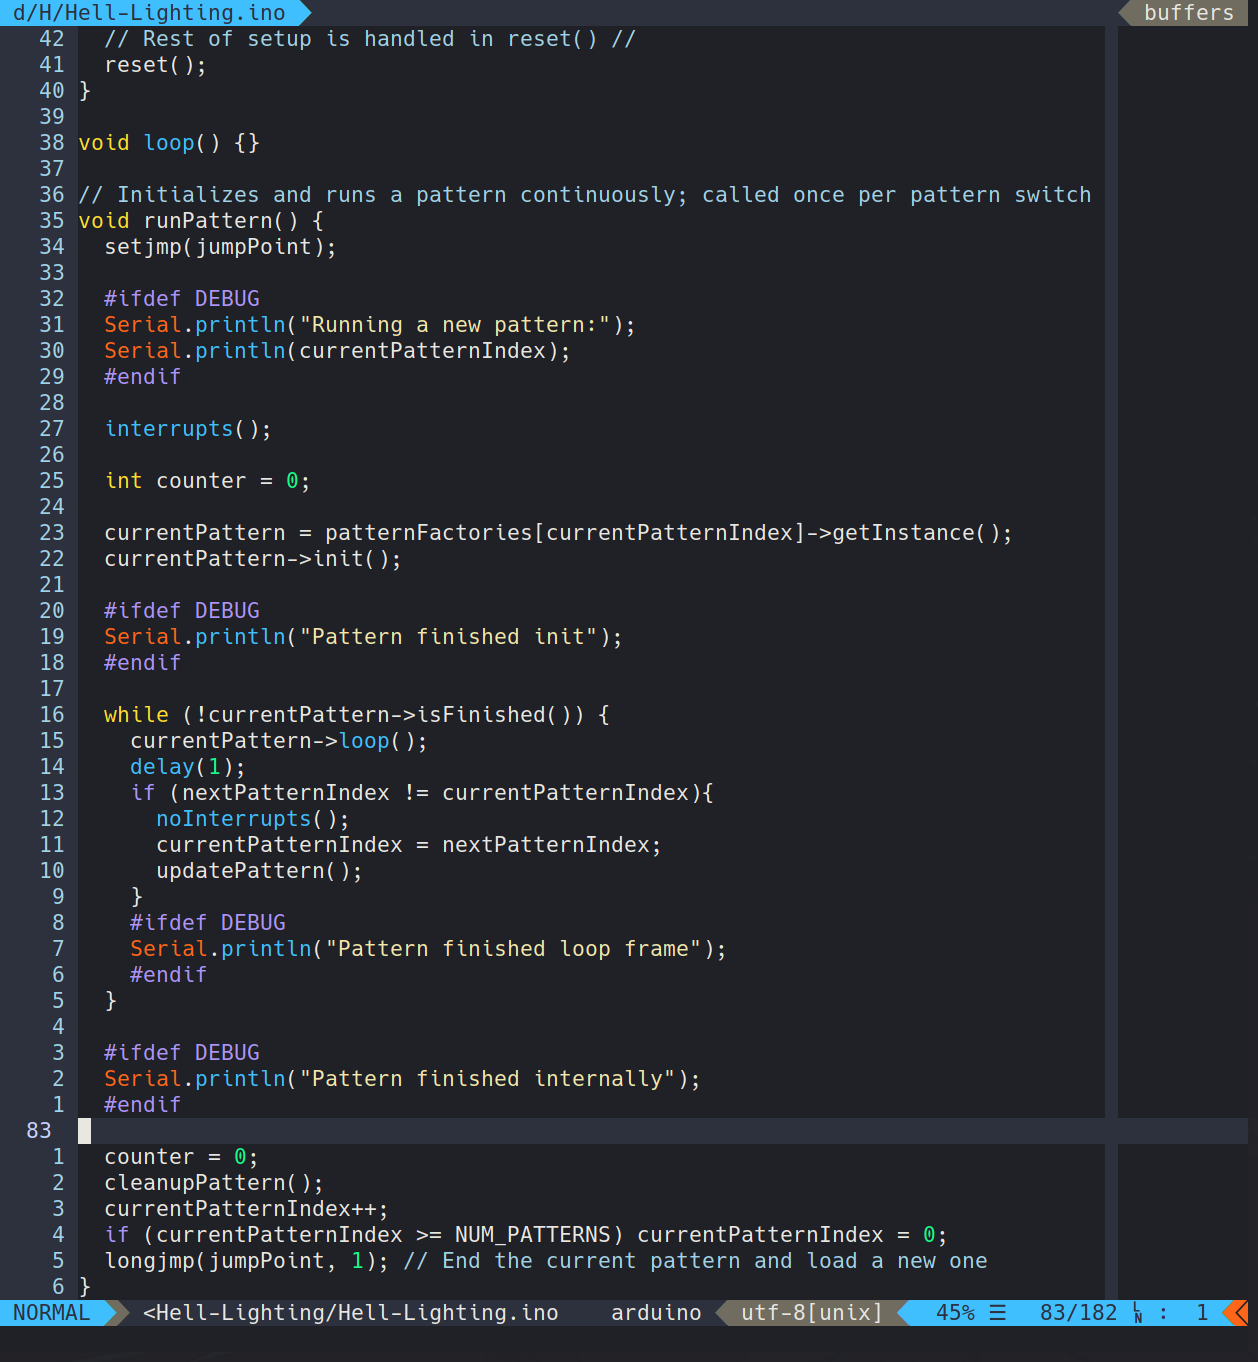 d/H/Hell-Lighting.ino buffers
42   // Rest of setup is handled in reset() //
41   reset();
40 }
39
38 void loop() {}
37
36 // Initializes and runs a pattern continuously; called once per pattern switch
35 void runPattern() {
34   setjmp(jumpPoint);
33
32   #ifdef DEBUG
31   Serial.println("Running a new pattern:");
30   Serial.println(currentPatternIndex);
29   #endif
28
27   interrupts();
26
25   int counter = 0;
24
23   currentPattern = patternFactories[currentPatternIndex]->getInstance();
22   currentPattern->init();
21
20   #ifdef DEBUG
19   Serial.println("Pattern finished init");
18   #endif
17
16   while (!currentPattern->isFinished()) {
15     currentPattern->loop();
14     delay(1);
13     if (nextPatternIndex != currentPatternIndex){
12       noInterrupts();
11       currentPatternIndex = nextPatternIndex;
10       updatePattern();
9     }
8     #ifdef DEBUG
7     Serial.println("Pattern finished loop frame");
6     #endif
5   }
4
3   #ifdef DEBUG
2   Serial.println("Pattern finished internally");
1   #endif
83
1   counter = 0;
2   cleanupPattern();
3   currentPatternIndex++;
4   if (currentPatternIndex >= NUM_PATTERNS) currentPatternIndex = 0;
5   longjmp(jumpPoint, 1); // End the current pattern and load a new one
6 }
NORMAL <Hell-Lighting/Hell-Lighting.ino arduino utf-8[unix] 45% ☰ 83/182 ␤ : 1